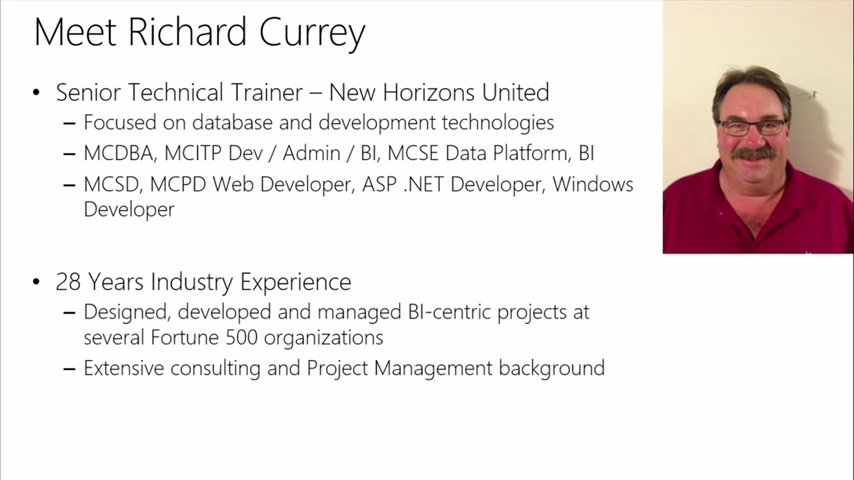 Meet Richard Currey
• Senior Technical Trainer – New Horizons United
– Focused on database and development technologies
– MCDBA, MCITP Dev / Admin / BI, MCSE Data Platform, BI
– MCSD, MCPD Web Developer, ASP .NET Developer, Windows
Developer
• 28 Years Industry Experience
– Designed, developed and managed BI-centric projects at
several Fortune 500 organizations
– Extensive consulting and Project Management background